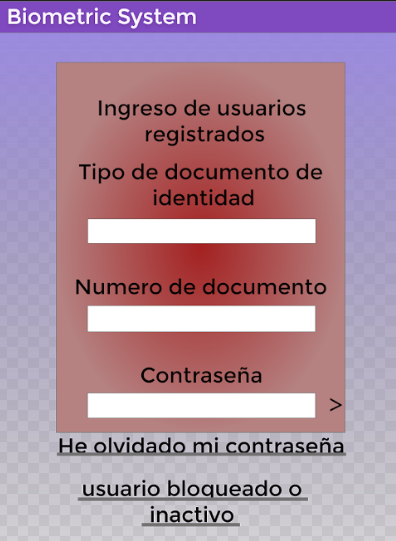 Biometric System
Ingreso de usuarios
registrados
Tipo de documento de
identidad
Numero de documento
Contraseña
>
He olvidado mi contraseña
usuario bloqueado o
inactivo